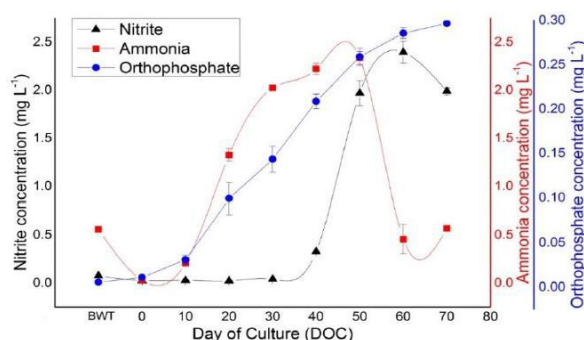 Nitrite
Ammonia
Orthophosphate
Nitrite concentration (mg L⁻¹)
2.5
2.0
1.5
1.0
0.5
0.0
Ammonia concentration (mg L⁻¹)
2.5
2.0
1.5
1.0
0.5
0.0
Orthophosphate concentration (mg L⁻¹)
0.30
0.25
0.20
0.15
0.10
0.05
0.00
BWT 0 10 20 30 40 50 60 70 80
Day of Culture (DOC)